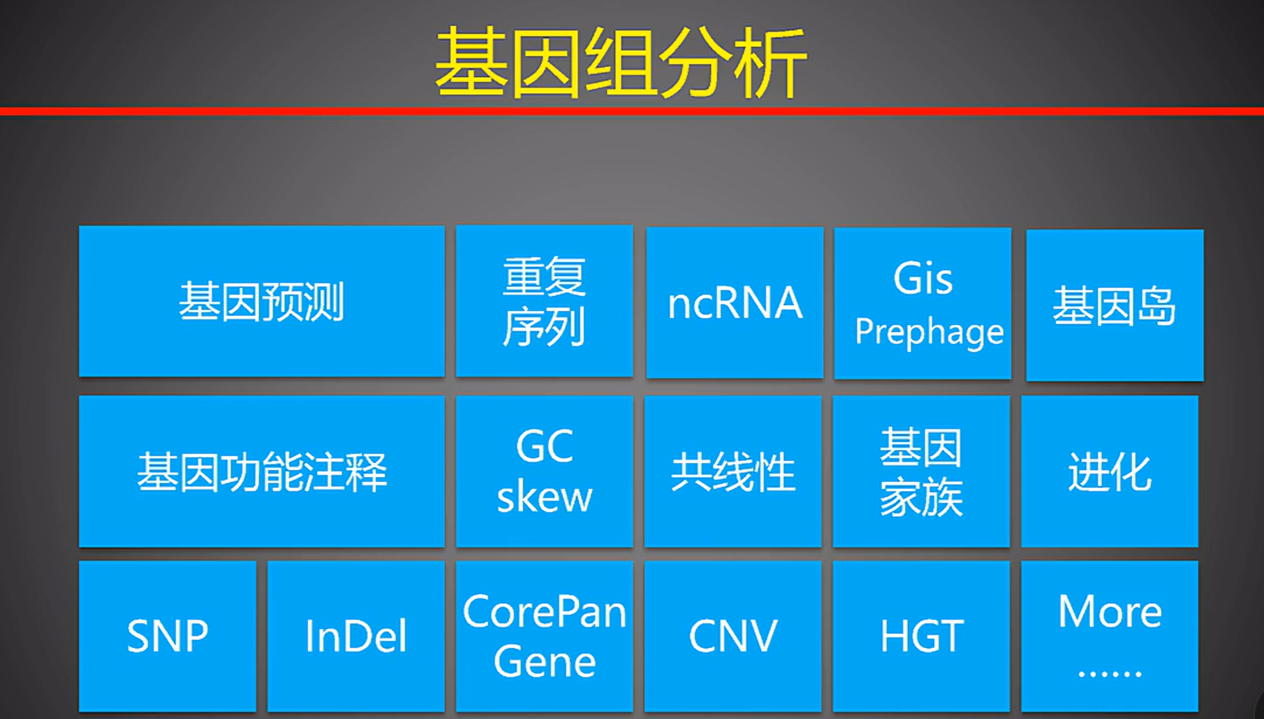 基因组分析
基因预测
重复
序列
ncRNA
Gis
Prephage
基因岛
基因功能注释
GC
skew
共线性
基因
家族
进化
SNP
InDel
CorePan
Gene
CNV
HGT
More
......